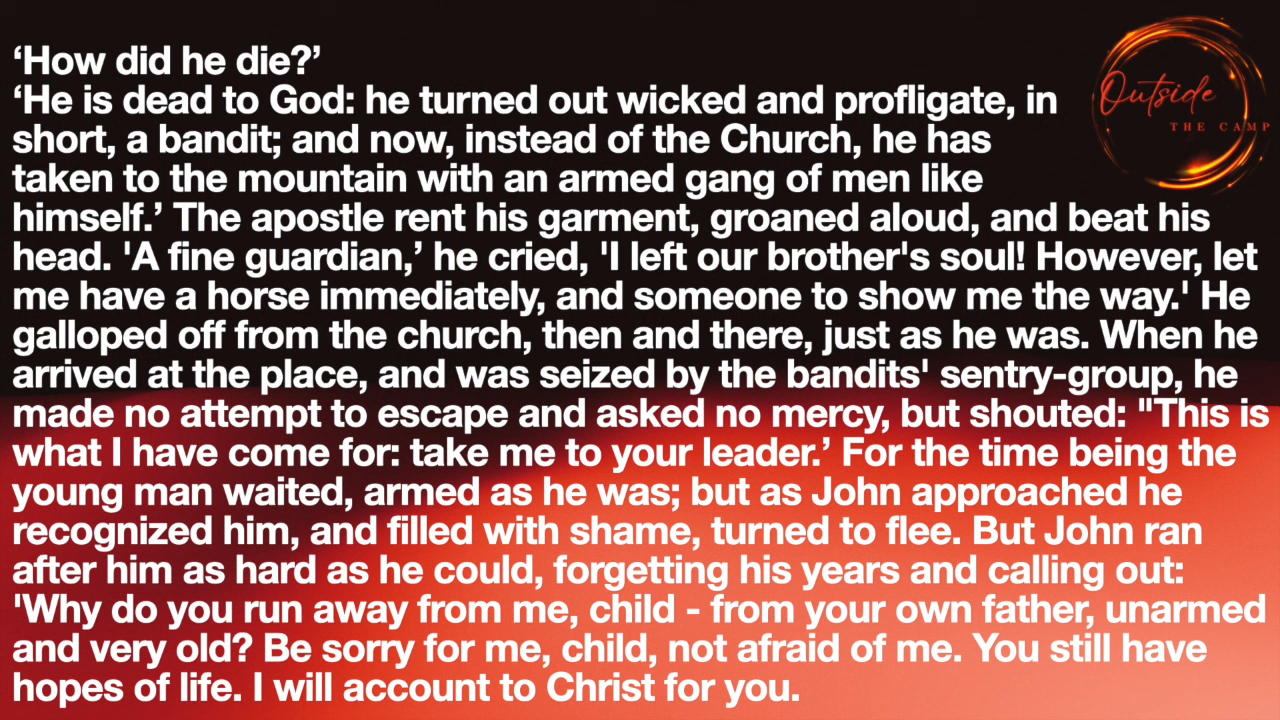 ‘How did he die?’
‘He is dead to God: he turned out wicked and profligate, in
short, a bandit; and now, instead of the Church, he has
taken to the mountain with an armed gang of men like
himself.’ The apostle rent his garment, groaned aloud, and beat his
head. 'A fine guardian,’ he cried, 'I left our brother's soul! However, let
me have a horse immediately, and someone to show me the way.' He
galloped off from the church, then and there, just as he was. When he
arrived at the place, and was seized by the bandits' sentry-group, he
made no attempt to escape and asked no mercy, but shouted: "This is
what I have come for: take me to your leader.’ For the time being the
young man waited, armed as he was; but as John approached he
recognized him, and filled with shame, turned to flee. But John ran
after him as hard as he could, forgetting his years and calling out:
'Why do you run away from me, child - from your own father, unarmed
and very old? Be sorry for me, child, not afraid of me. You still have
hopes of life. I will account to Christ for you.
Outside
THE CAMP